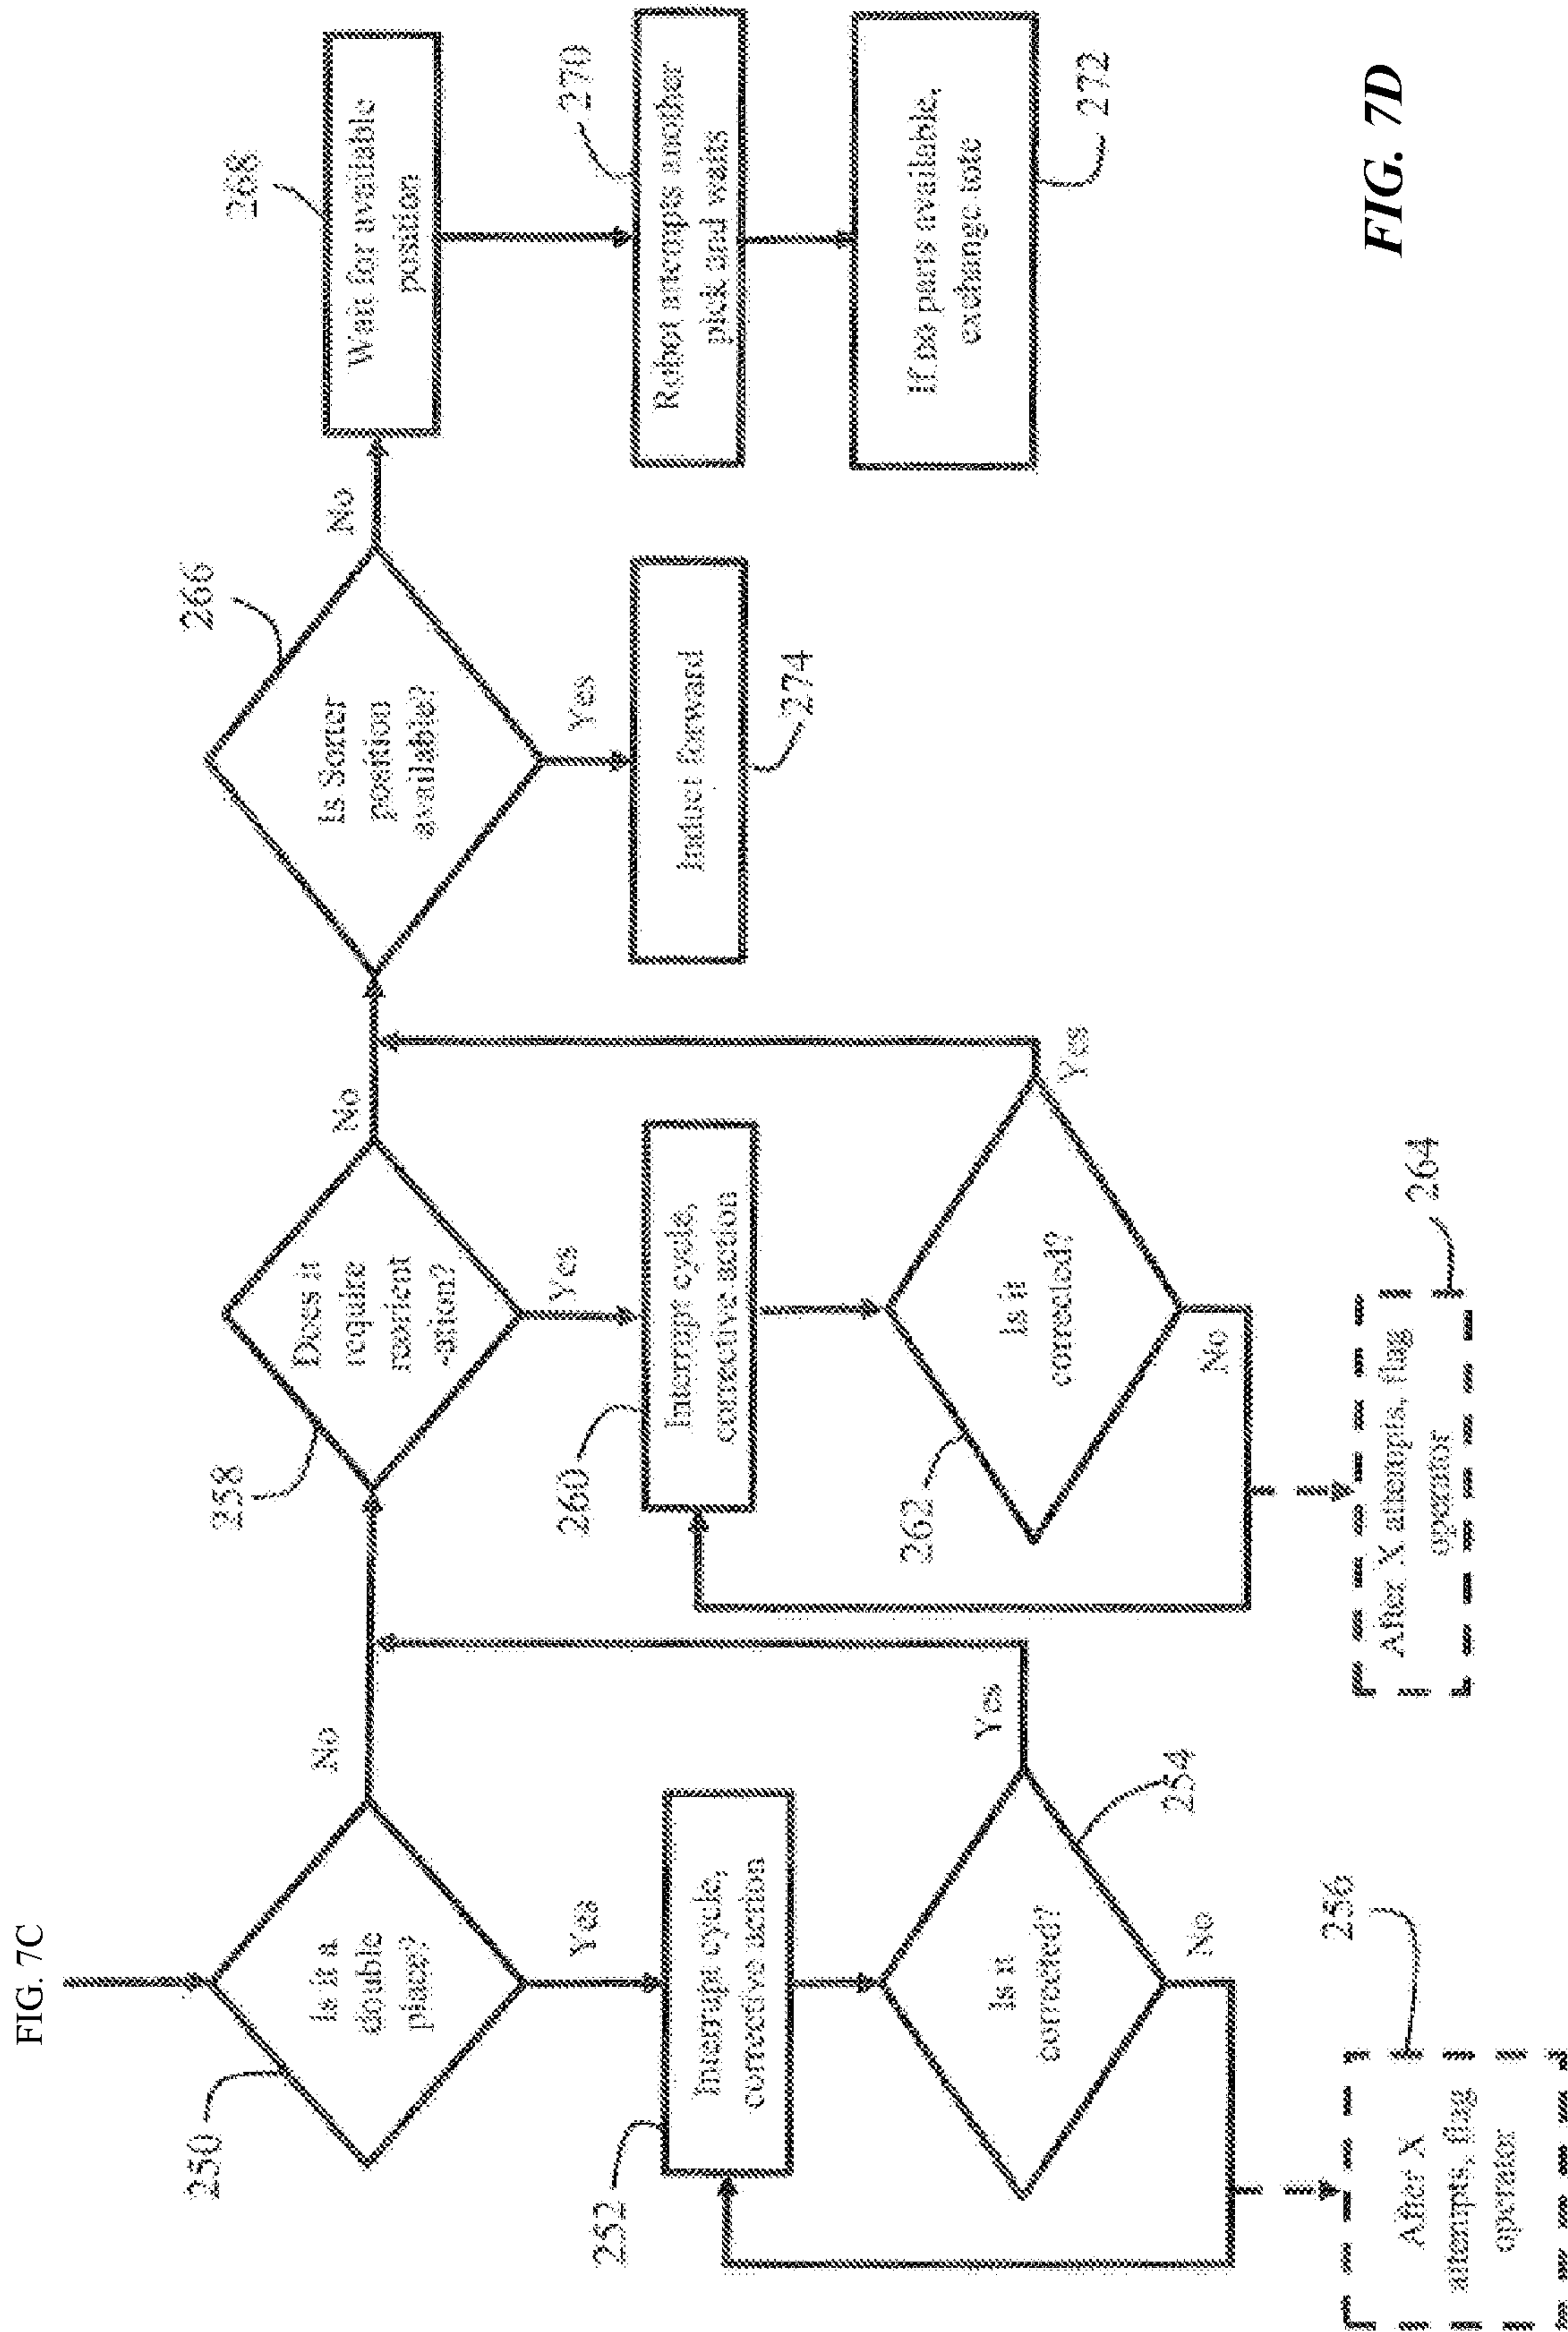 FIG. 7C
250
Is it a
double
place?
No
Yes
252
Interrupt cycle,
corrective action
Is it
corrected?
254
Yes
No
256
After X
attempts, flag
operator
258
Does it
require
reorient
-ation?
No
Yes
260
Interrupt cycle,
corrective action
262
Is it
corrected?
Yes
No
264
After X attempts, flag
operator
266
Is Sorter
position
available?
No
Yes
Induct forward
274
268
Wait for available
position
270
Robot attempts another
pick and waits
If no parts available,
exchange tote
272
FIG. 7D